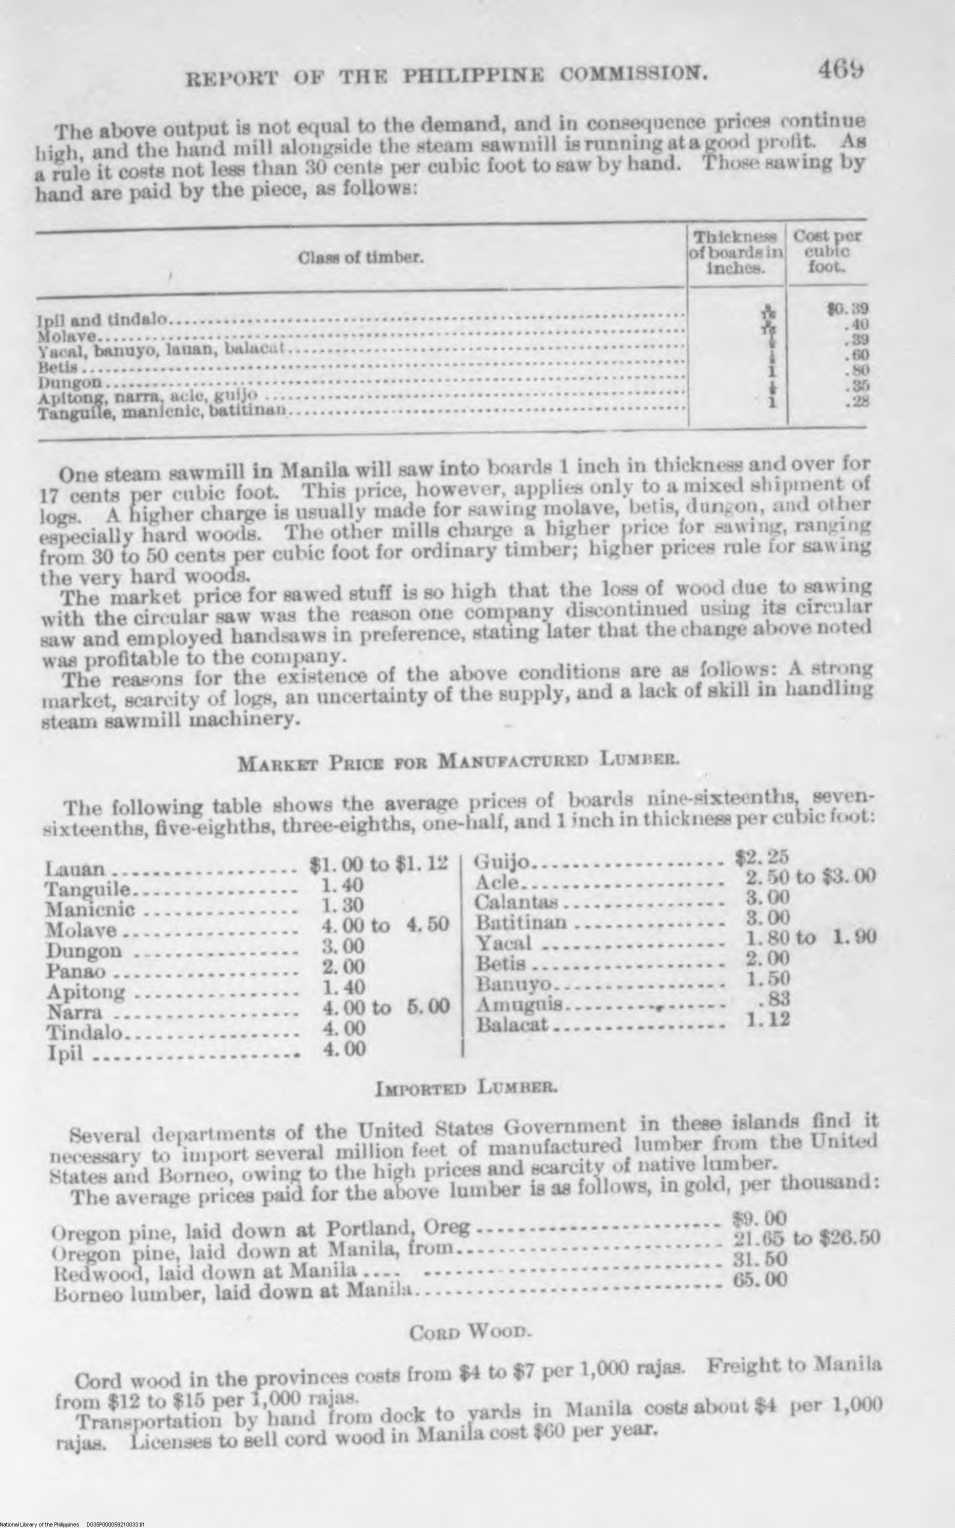 REPORT OF THE PHILIPPINE COMMISSION. 469
The above output is not equal to the demand, and in consequence prices continue
high, and the hand mill alongside the steam sawmill is running at a good profit. As
a rule it costs not less than 30 cents per cubic foot to saw by hand. Those sawing by
hand are paid by the piece, as follows:
Class of timber. Thickness of boards in inches. Cost per cubic foot.
Ipil and tindalo $0.39
Molave .40
Yacal, banuyo, lauan, balacat .39
Betis .60
Dungon 1 .80
Apitong, narra, acle, guijo .35
Tanguile, manicnic, batitinan 1 .28
One steam sawmill in Manila will saw into boards 1 inch in thickness and over for
17 cents per cubic foot. This price, however, applies only to a mixed shipment of
logs. A higher charge is usually made for sawing molave, betis, dungon, and other
especially hard woods. The other mills charge a higher price for sawing, ranging
from 30 to 50 cents per cubic foot for ordinary timber; higher prices rule for sawing
the very hard woods.
The market price for sawed stuff is so high that the loss of wood due to sawing
with the circular saw was the reason one company discontinued using its circular
saw and employed handsaws in preference, stating later that the change above noted
was profitable to the company.
The reasons for the existence of the above conditions are as follows: A strong
market, scarcity of logs, an uncertainty of the supply, and a lack of skill in handling
steam sawmill machinery.
MARKET PRICE FOR MANUFACTURED LUMBER.
The following table shows the average prices of boards nine-sixteenths, seven-
sixteenths, five-eighths, three-eighths, one-half, and 1 inch in thickness per cubic foot:
Lauan $1.00 to $1.12
Tanguile 1.40
Manicnic 1.30
Molave 4.00 to 4.50
Dungon 3.00
Panao 2.00
Apitong 1.40
Narra 4.00 to 5.00
Tindalo 4.00
Ipil 4.00
Guijo $2.25
Acle 2.50 to $3.00
Calantas 3.00
Batitinan 3.00
Yacal 1.80 to 1.90
Betis 2.00
Banuyo 1.50
Amuguis .83
Balacat 1.12
IMPORTED LUMBER.
Several departments of the United States Government in these islands find it
necessary to import several million feet of manufactured lumber from the United
States and Borneo, owing to the high prices and scarcity of native lumber.
The average prices paid for the above lumber is as follows, in gold, per thousand:
Oregon pine, laid down at Portland, Oreg $9.00
Oregon pine, laid down at Manila, from 21.65 to $26.50
Redwood, laid down at Manila 31.50
Borneo lumber, laid down at Manila 65.00
CORD WOOD.
Cord wood in the provinces costs from $4 to $7 per 1,000 rajas. Freight to Manila
from $12 to $15 per 1,000 rajas.
Transportation by hand from dock to yards in Manila costs about $4 per 1,000
rajas. Licenses to sell cord wood in Manila cost $60 per year.
National Library of the Philippines